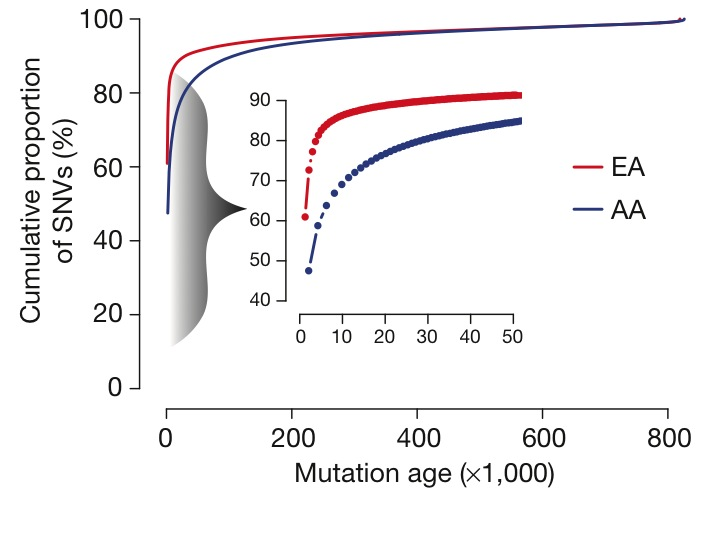 100
80
60
40
20
0
Cumulative proportion
of SNVs (%)
90
80
70
60
50
40
0 10 20 30 40 50
EA
AA
0 200 400 600 800
Mutation age (×1,000)